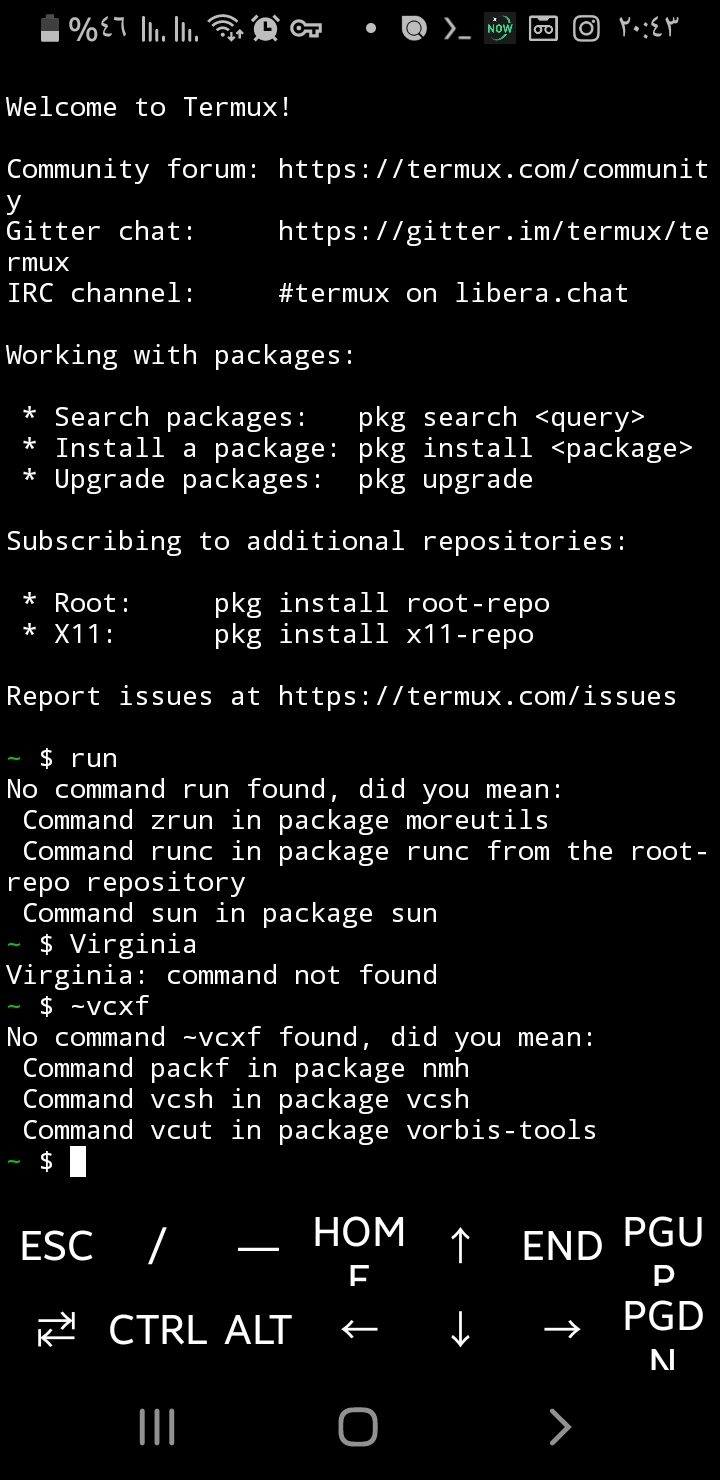 %٤٦ NOW ٢٠:٤٣
Welcome to Termux!
Community forum: https://termux.com/communit
y
Gitter chat:     https://gitter.im/termux/te
rmux
IRC channel:     #termux on libera.chat
Working with packages:
* Search packages:   pkg search <query>
* Install a package: pkg install <package>
* Upgrade packages:  pkg upgrade
Subscribing to additional repositories:
* Root:     pkg install root-repo
* X11:      pkg install x11-repo
Report issues at https://termux.com/issues
~ $ run
No command run found, did you mean:
Command zrun in package moreutils
Command runc in package runc from the root-
repo repository
Command sun in package sun
~ $ Virginia
Virginia: command not found
~ $ ~vcxf
No command ~vcxf found, did you mean:
Command packf in package nmh
Command vcsh in package vcsh
Command vcut in package vorbis-tools
~ $
ESC / — HOM
E ↑ END PGU
P
⇄ CTRL ALT ← ↓ → PGD
N